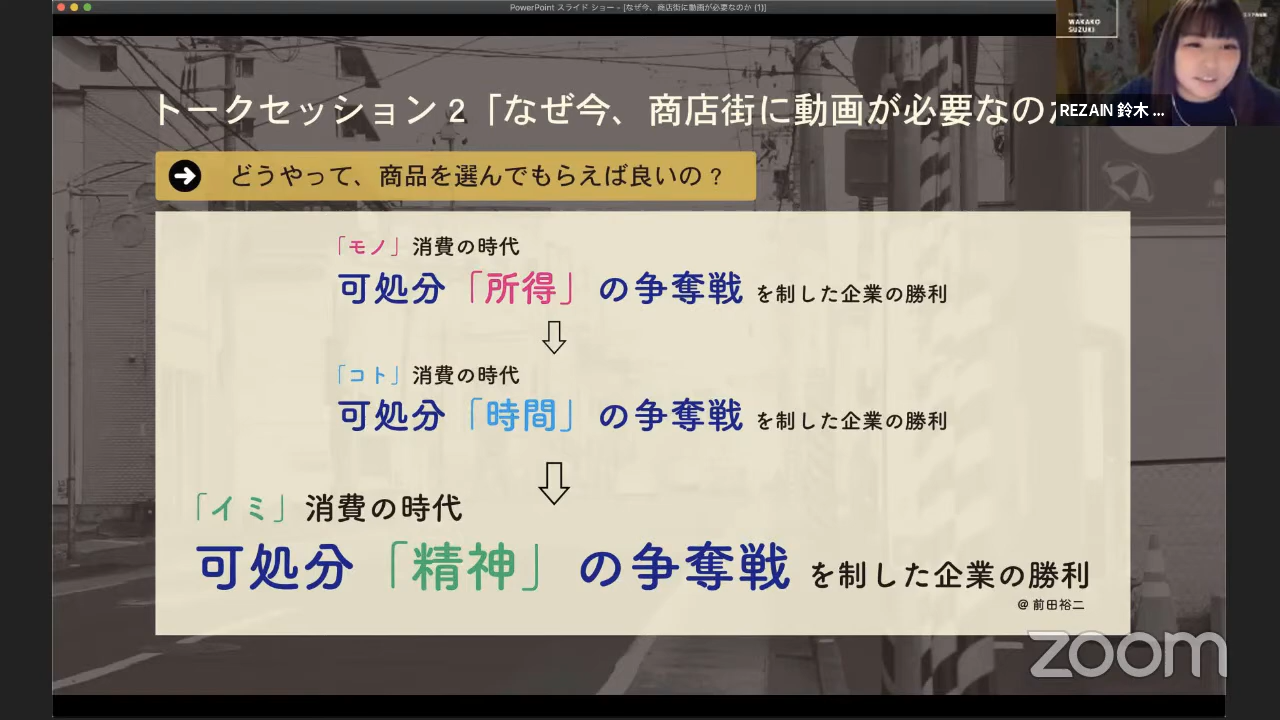 PowerPoint スライド ショー - [なぜ今、商店街に動画が必要なのか (1)]
WAKAKO
SUZUKI
REZAIN 鈴木 ...
トークセッション 2「なぜ今、商店街に動画が必要なの
どうやって、商品を選んでもらえば良いの？
「モノ」消費の時代
可処分「所得」の争奪戦 を制した企業の勝利
「コト」消費の時代
可処分「時間」の争奪戦 を制した企業の勝利
「イミ」消費の時代
可処分「精神」の争奪戦 を制した企業の勝利
@ 前田裕二
zoom